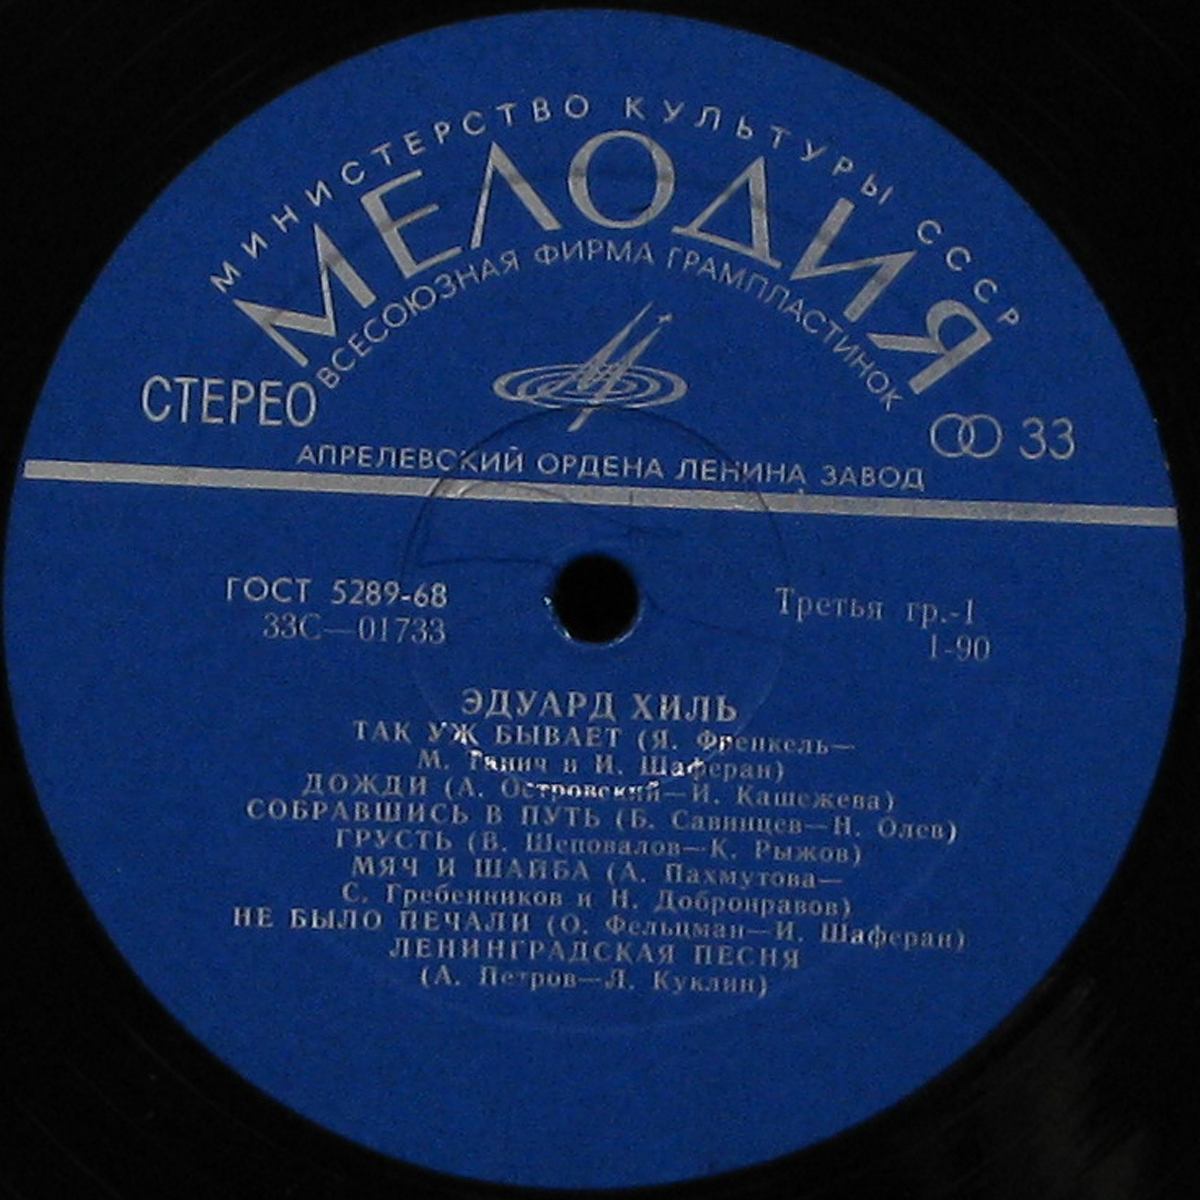 МИНИСТЕРСТВО КУЛЬТУРЫ СССР
МЕЛОДИЯ
ВСЕСОЮЗНАЯ ФИРМА ГРАМПЛАСТИНОК
СТЕРЕО
33
АПРЕЛЕВСКИЙ ОРДЕНА ЛЕНИНА ЗАВОД
ГОСТ 5289-68
Третья гр.-1
33С—01733
1-90
ЭДУАРД ХИЛЬ
ТАК УЖ БЫВАЕТ (Я. Френкель—
М. Танич и И. Шаферан)
ДОЖДИ (А. Островский—И. Кашежева)
СОБРАВШИСЬ В ПУТЬ (Б. Савинцев—Н. Олев)
ГРУСТЬ (В. Шеповалов—К. Рыжов)
МЯЧ И ШАЙБА (А. Пахмутова—
С. Гребенников и Н. Добронравов)
НЕ БЫЛО ПЕЧАЛИ (О. Фельцман—И. Шаферан)
ЛЕНИНГРАДСКАЯ ПЕСНЯ
(А. Петров—Л. Куклин)